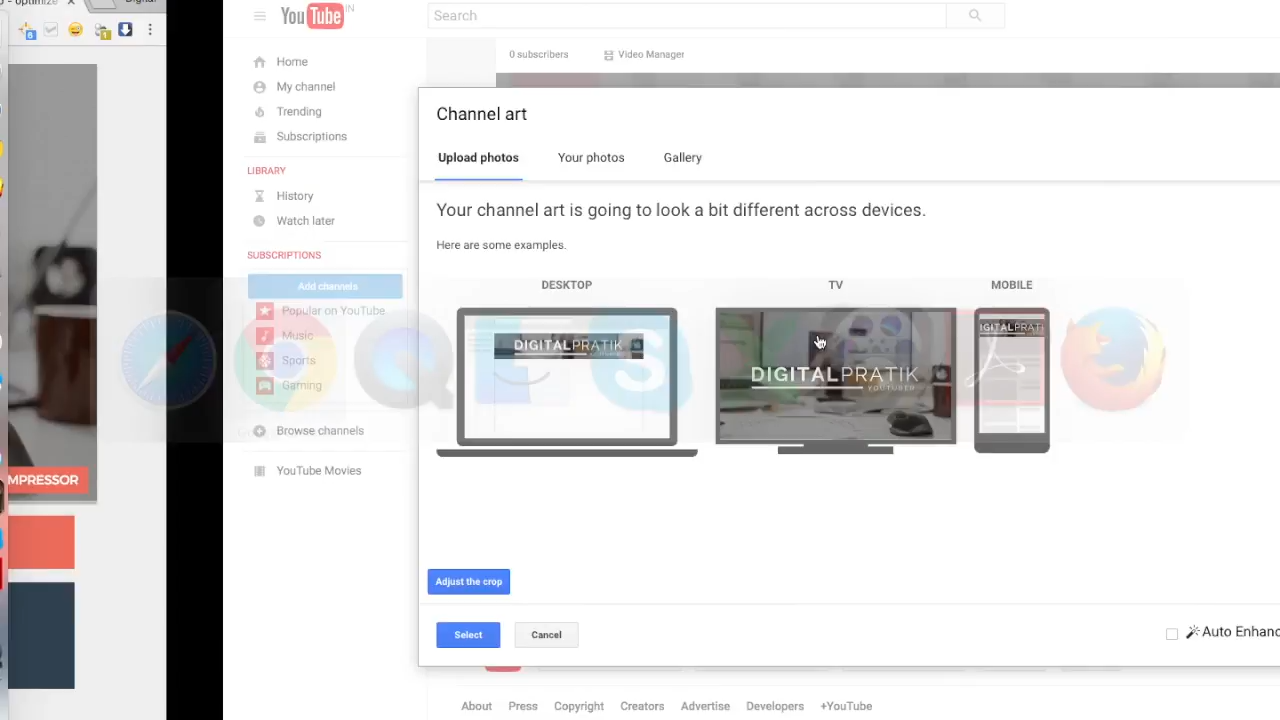 optimize
Digital
YouTube IN
Search
0 subscribers
Video Manager
Home
My channel
Trending
Subscriptions
LIBRARY
History
Watch later
SUBSCRIPTIONS
Add channels
Popular on YouTube
Music
Sports
Gaming
Browse channels
YouTube Movies
Channel art
Upload photos
Your photos
Gallery
Your channel art is going to look a bit different across devices.
Here are some examples.
DESKTOP
TV
MOBILE
DIGITALPRATIK
DIGITALPRATIK
YOUTUBER
IGITALPRATI
MPRESSOR
Adjust the crop
Select
Cancel
Auto Enhanc
About
Press
Copyright
Creators
Advertise
Developers
+YouTube